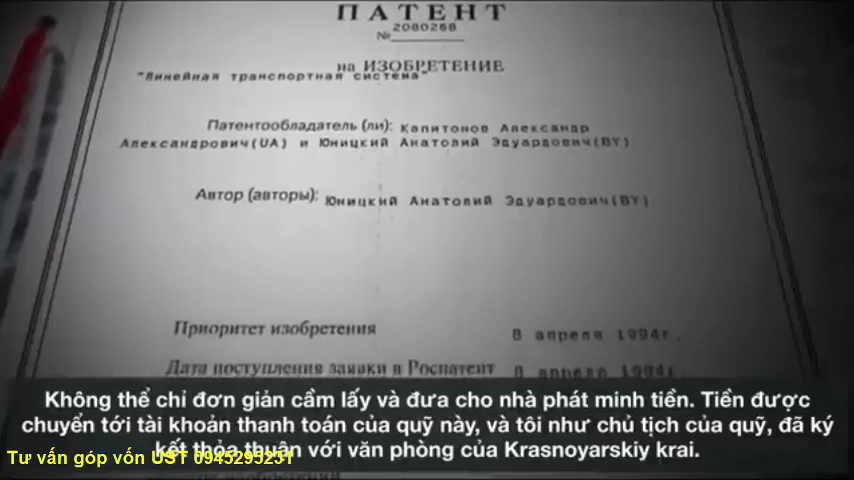 ПАТЕНТ
№ 2080268
на ИЗОБРЕТЕНИЕ
"Линейная транспортная система"
Патентообладатель (ли): Капитонов Александр
Александрович(UA) и Юницкий Анатолий Эдуардович(BY)
Автор (авторы): Юницкий Анатолий Эдуардович(BY)
Приоритет изобретения 8 апреля 1994г.
Дата поступления заявки в Роспатент 8 апреля 1994г.
Không thể chỉ đơn giản cầm lấy và đưa cho nhà phát minh tiền. Tiền được
chuyển tới tài khoản thanh toán của quỹ này, và tôi như chủ tịch của quỹ, đã ký
kết thỏa thuận với văn phòng của Krasnoyarskiy krai.
Tư vấn góp vốn UST 0945295231